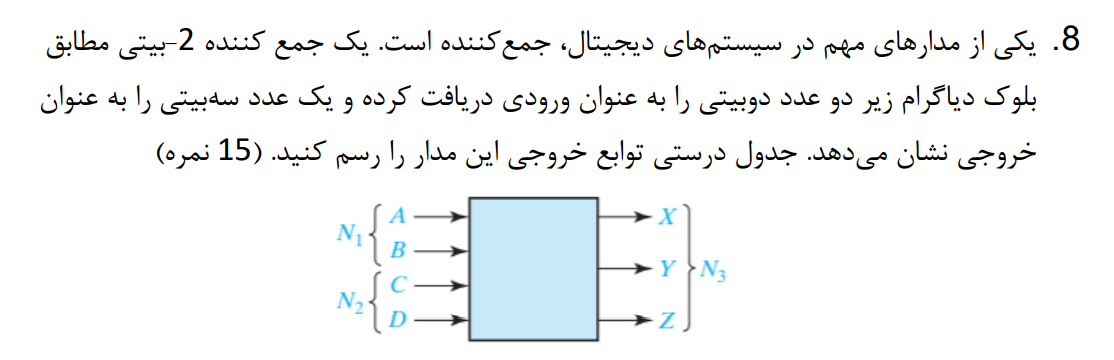 8. یکی از مدارهای مهم در سیستم‌های دیجیتال، جمع‌کننده است. یک جمع کننده 2-بیتی مطابق
بلوک دیاگرام زیر دو عدد دوبیتی را به عنوان ورودی دریافت کرده و یک عدد سه‌بیتی را به عنوان
خروجی نشان می‌دهد. جدول درستی توابع خروجی این مدار را رسم کنید. (15 نمره)
N₁
A
B
N₂
C
D
X
Y
Z
N₃